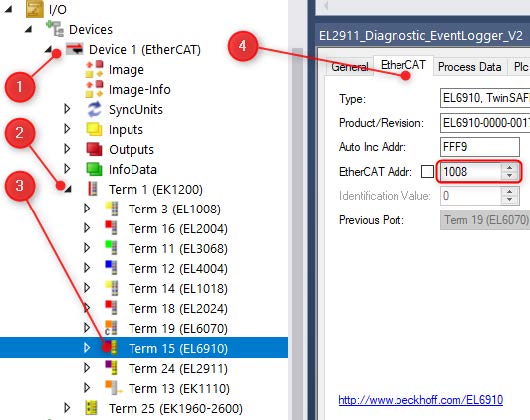 I/O
Devices
Device 1 (EtherCAT)
Image
Image-Info
SyncUnits
Inputs
Outputs
InfoData
Term 1 (EK1200)
Term 3 (EL1008)
Term 16 (EL2004)
Term 11 (EL3068)
Term 12 (EL4004)
Term 14 (EL1018)
Term 18 (EL2024)
Term 19 (EL6070)
Term 15 (EL6910)
Term 24 (EL2911)
Term 13 (EK1110)
Term 25 (EK1960-2600)
1
2
3
4
EL2911_Diagnostic_EventLogger_V2
General EtherCAT Process Data Plc
Type: EL6910, TwinSAF
Product/Revision: EL6910-0000-0017
Auto Inc Addr: FFF9
EtherCAT Addr: 1008
Identification Value: 0
Previous Port: Term 19 (EL6070)
http://www.beckhoff.com/EL6910